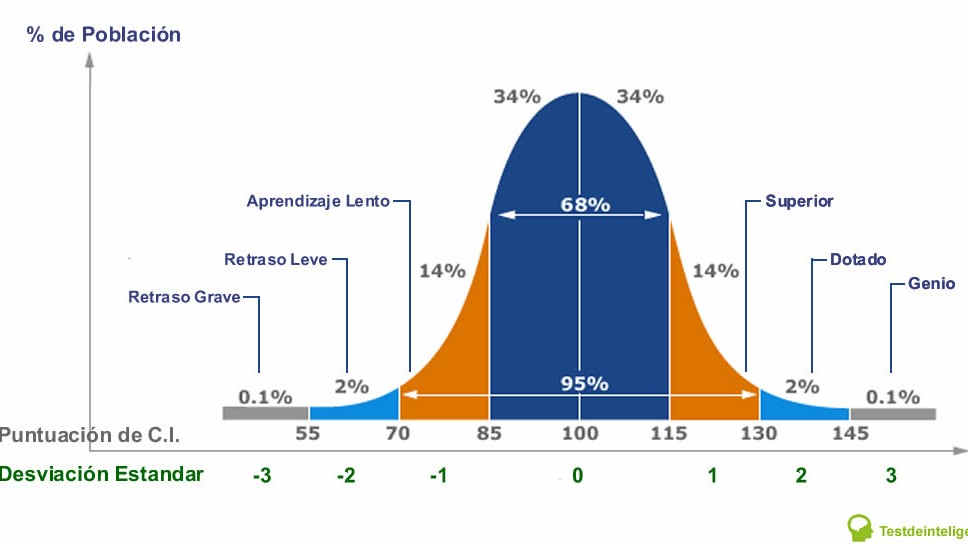 % de Población
34% 34%
68%
Aprendizaje Lento
Superior
Retraso Leve
14% 14%
Dotado
Retraso Grave
Genio
0.1% 2% 95% 2% 0.1%
Puntuación de C.I. 55 70 85 100 115 130 145
Desviación Estandar -3 -2 -1 0 1 2 3
Testdeintelige